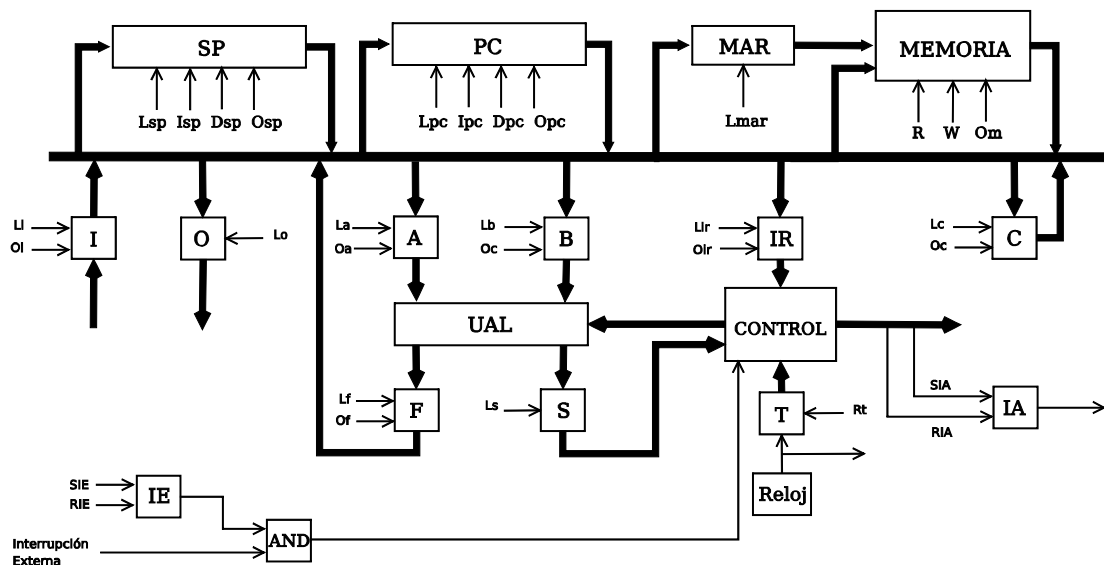 SP
PC
MAR
MEMORIA
Lsp Isp Dsp Osp
Lpc Ipc Dpc Opc
Lmar
R W Om
Li
Oi
I
O
Lo
La
Oa
A
Lb
Oc
B
Lir
Oir
IR
Lc
Oc
C
UAL
CONTROL
Lf
Of
F
Ls
S
T
Rt
SIA
RIA
IA
Reloj
SIE
RIE
IE
AND
Interrupción
Externa